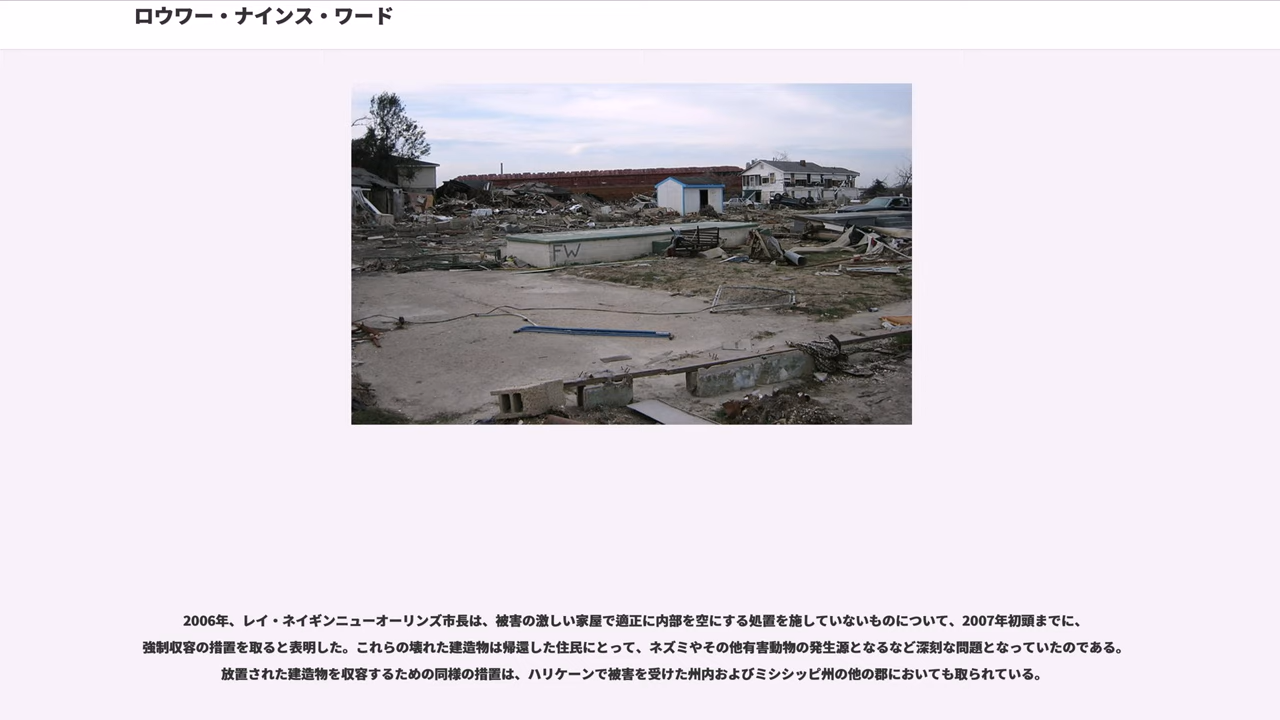 ロウワー・ナインス・ワード
FW
2006年、レイ・ネイギンニューオーリンズ市長は、被害の激しい家屋で適正に内部を空にする処置を施していないものについて、2007年初頭までに、
強制収容の措置を取ると表明した。これらの壊れた建造物は帰還した住民にとって、ネズミやその他有害動物の発生源となるなど深刻な問題となっていたのである。
放置された建造物を収容するための同様の措置は、ハリケーンで被害を受けた州内およびミシシッピ州の他の郡においても取られている。